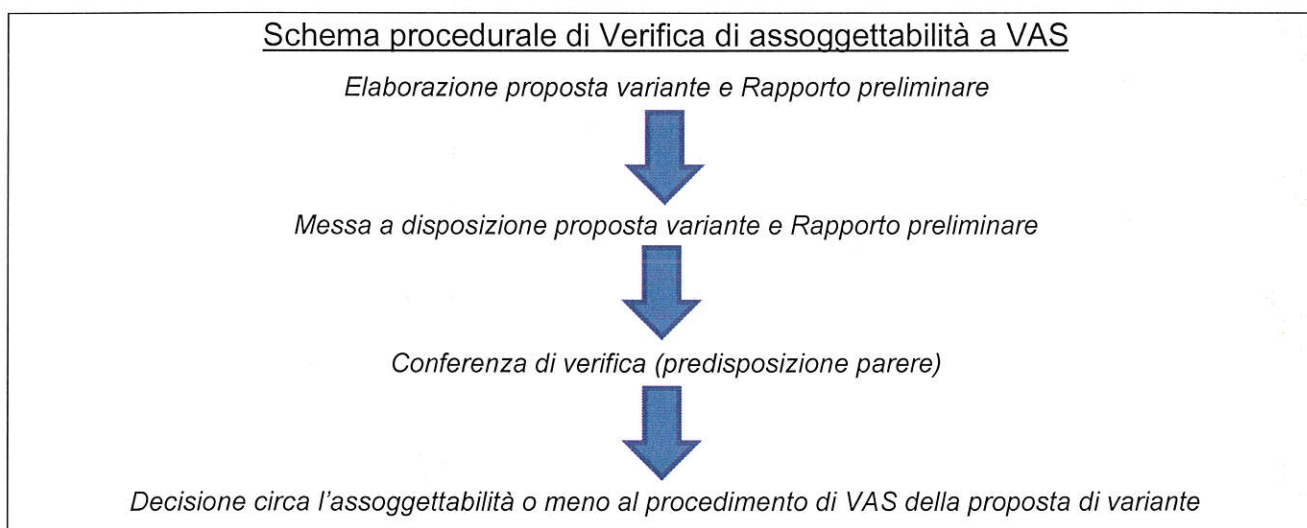 Schema procedurale di Verifica di assoggettabilità a VAS
Elaborazione proposta variante e Rapporto preliminare
Messa a disposizione proposta variante e Rapporto preliminare
Conferenza di verifica (predisposizione parere)
Decisione circa l'assoggettabilità o meno al procedimento di VAS della proposta di variante